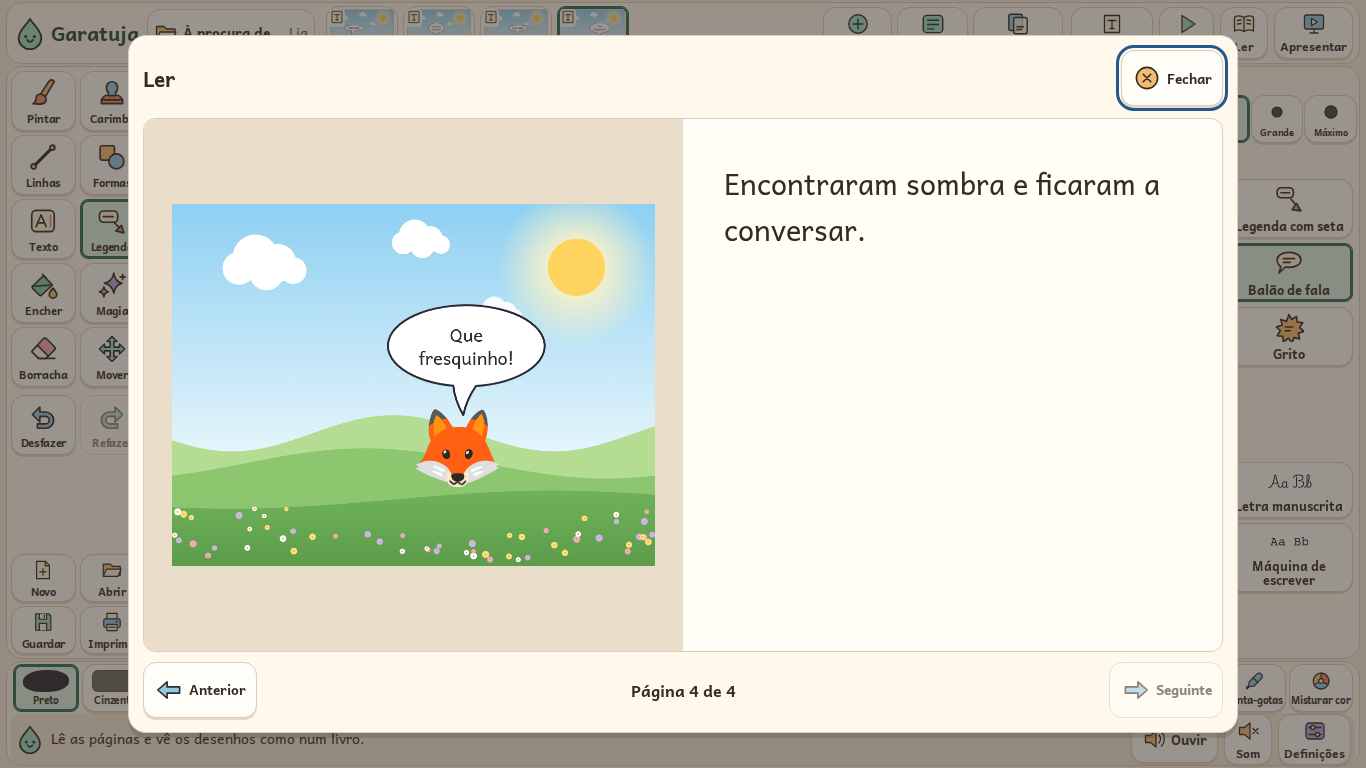 Garatuja
À procura de
Lia
Ler
Apresentar
Ler
Fechar
Pintar
Carimb
Linhas
Formas
Texto
Legend
Encher
Magia
Borracha
Mover
Desfazer
Refaze
Novo
Abrir
Guardar
Imprim
Grande
Máximo
Legenda com seta
Balão de fala
Grito
Aa Bb
Letra manuscrita
Aa Bb
Máquina de
escrever
Que
fresquinho!
Encontraram sombra e ficaram a
conversar.
Anterior
Página 4 de 4
Seguinte
Preto
Cinzent
nta-gotas
Misturar cor
Lê as páginas e vê os desenhos como num livro.
Ouvir
Som
Definições